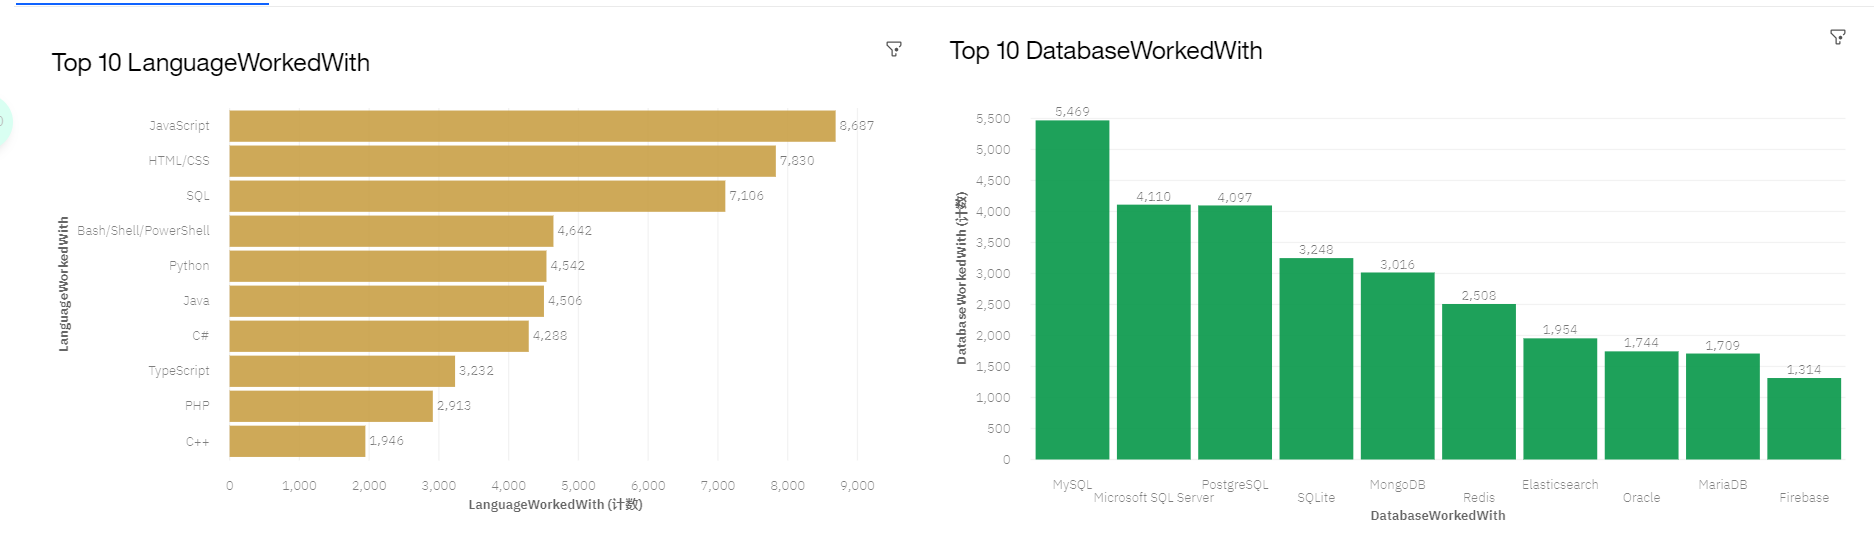 Top 10 LanguageWorkedWith
LanguageWorkedWith
JavaScript 8,687
HTML/CSS 7,830
SQL 7,106
Bash/Shell/PowerShell 4,642
Python 4,542
Java 4,506
C# 4,288
TypeScript 3,232
PHP 2,913
C++ 1,946
0 1,000 2,000 3,000 4,000 5,000 6,000 7,000 8,000 9,000
LanguageWorkedWith (计数)
Top 10 DatabaseWorkedWith
DatabaseWorkedWith (计数)
5,500
5,000
4,500
4,000
3,500
3,000
2,500
2,000
1,500
1,000
500
0
5,469 4,110 4,097 3,248 3,016 2,508 1,954 1,744 1,709 1,314
MySQL PostgreSQL MongoDB Elasticsearch MariaDB
Microsoft SQL Server SQLite Redis Oracle Firebase
DatabaseWorkedWith